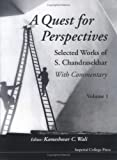 A Quest for
Perspectives
Selected Works of
S. Chandrasekhar
With Commentary
Volume 1
Editor: Kameshwar C. Wali
Imperial College Press